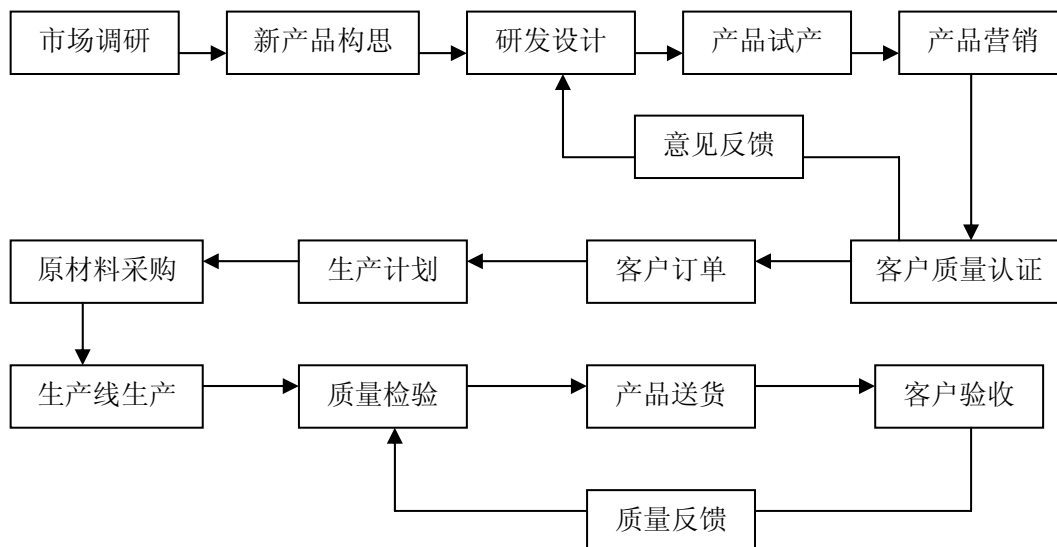 市场调研
新产品构思
研发设计
产品试产
产品营销
意见反馈
原材料采购
生产计划
客户订单
客户质量认证
生产线生产
质量检验
产品送货
客户验收
质量反馈